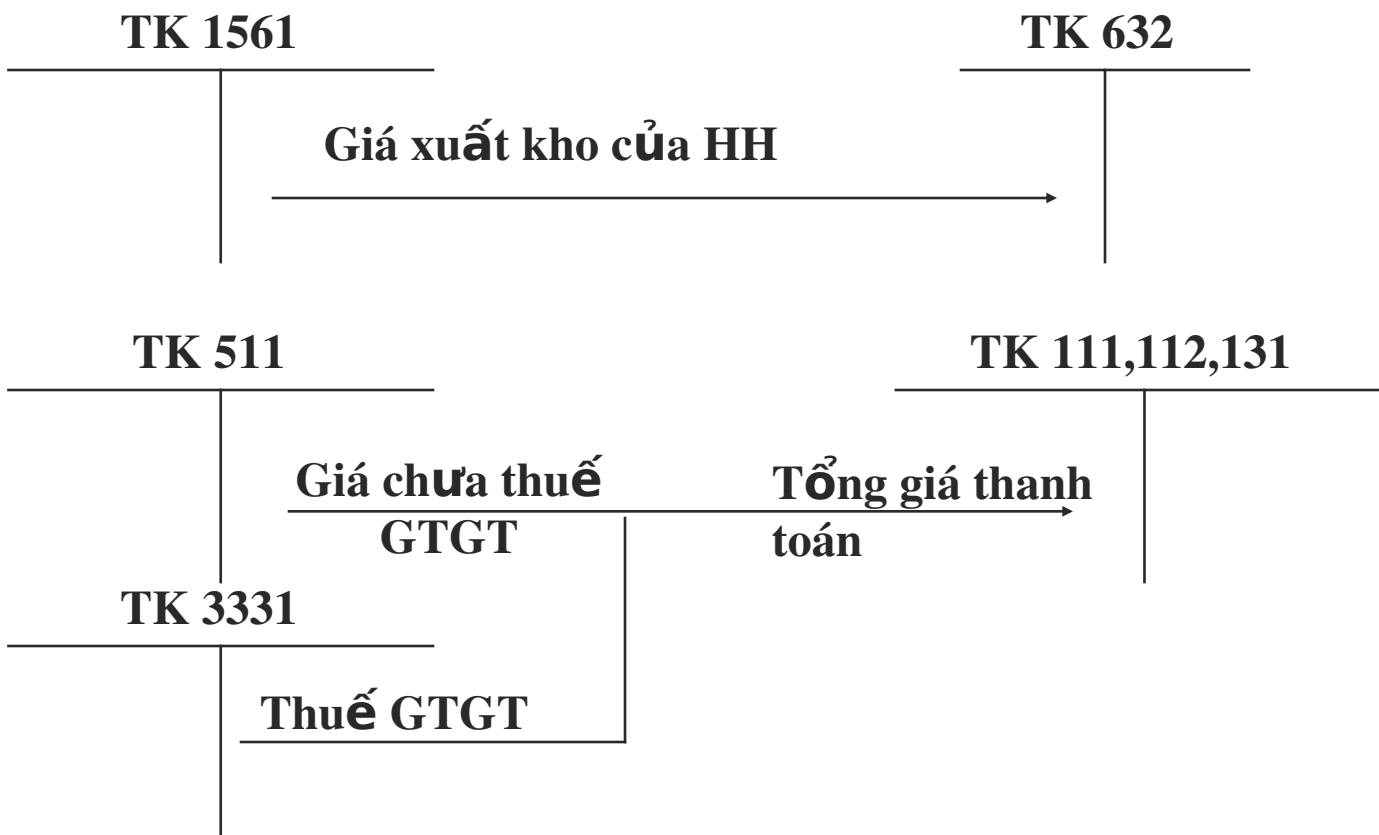 TK 1561
TK 632
Giá xuất kho của HH
TK 511
TK 111,112,131
Giá chưa thuế
GTGT
Tổng giá thanh
toán
TK 3331
Thuế GTGT